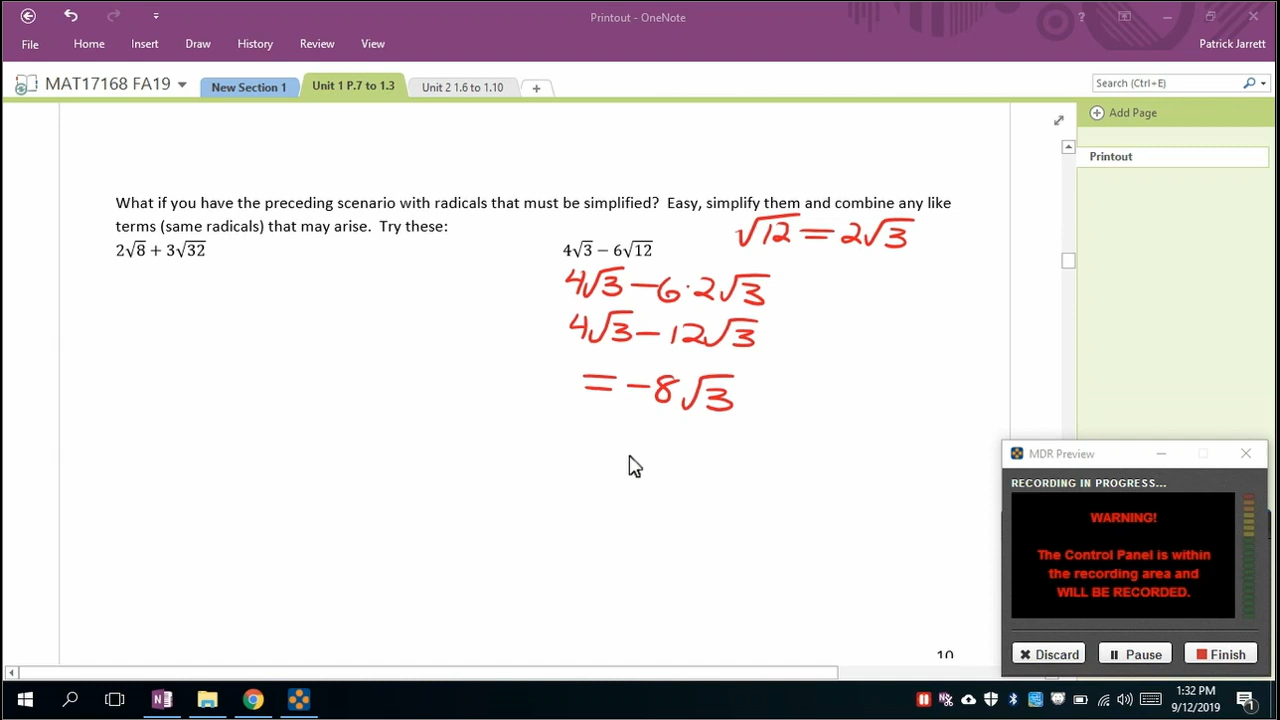 Printout - OneNote
?
File Home Insert Draw History Review View Patrick Jarrett
MAT17168 FA19 New Section 1 Unit 1 P.7 to 1.3 Unit 2 1.6 to 1.10 + Search (Ctrl+E)
Add Page
Printout
What if you have the preceding scenario with radicals that must be simplified? Easy, simplify them and combine any like
terms (same radicals) that may arise. Try these:
√12 = 2√3
2√8 + 3√32
4√3 − 6√12
4√3 − 6·2√3
4√3 − 12√3
= −8√3
MDR Preview
RECORDING IN PROGRESS...
WARNING!
The Control Panel is within
the recording area and
WILL BE RECORDED.
Discard Pause Finish
10
1:32 PM
9/12/2019
1